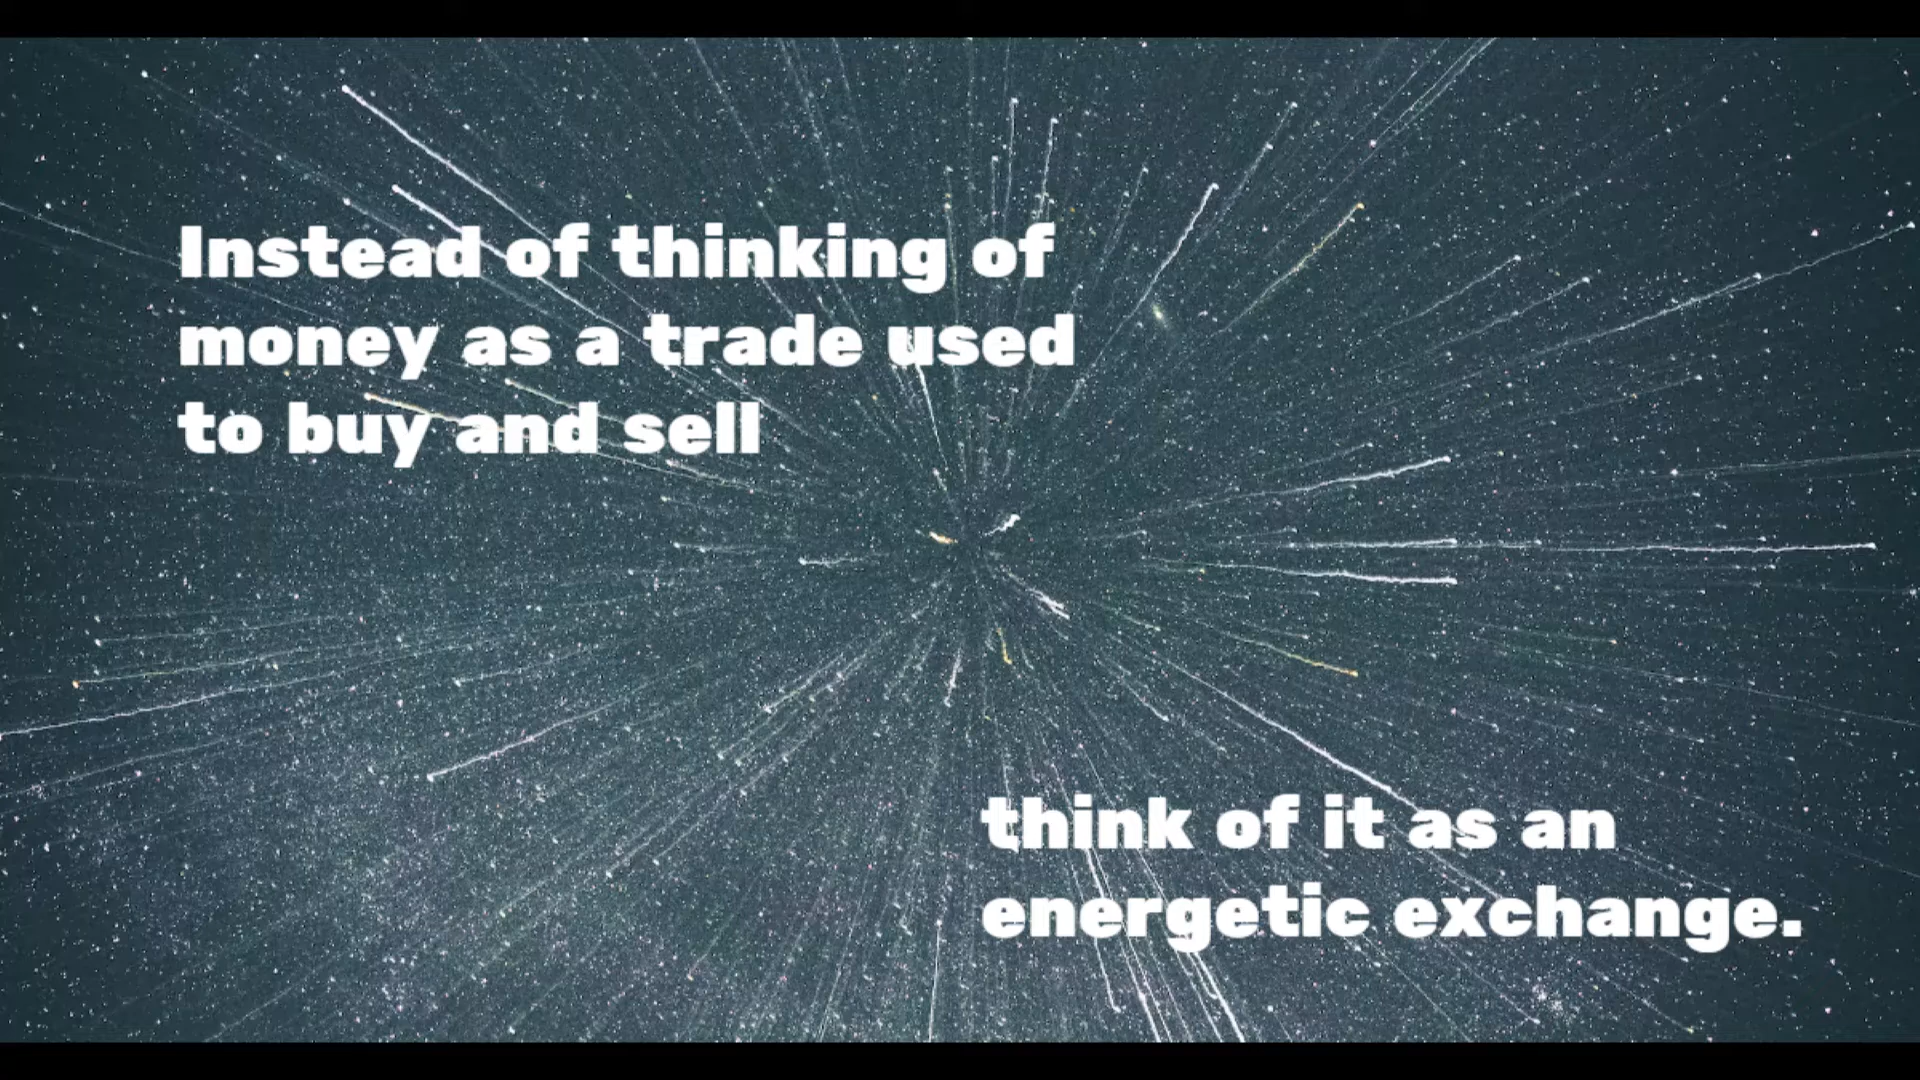 Instead of thinking of
money as a trade used
to buy and sell
think of it as an
energetic exchange.